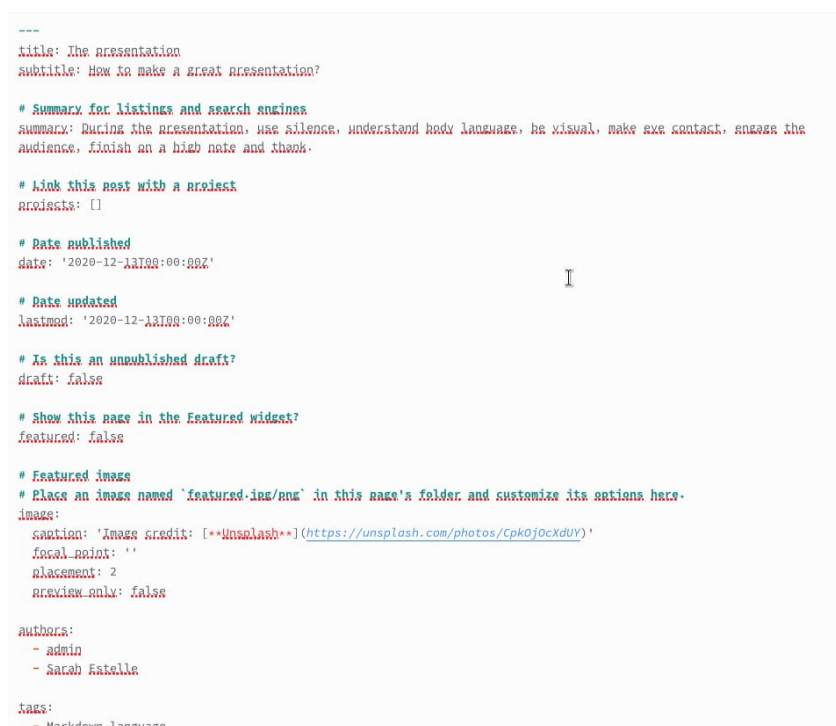 ---
title: The presentation
subtitle: How to make a great presentation?
# Summary for listings and search engines
summary: During the presentation, use silence, understand body language, be visual, make eye contact, engage the
audience, finish on a high note and thank.
# Link this post with a project
projects: []
# Date published
date: '2020-12-13T00:00:00Z'
# Date updated
lastmod: '2020-12-13T00:00:00Z'
# Is this an unpublished draft?
draft: false
# Show this page in the Featured widget?
featured: false
# Featured image
# Place an image named `featured.jpg/png` in this page's folder and customize its options here.
image:
caption: 'Image credit: [**Unsplash**](https://unsplash.com/photos/CpkOjOcXdUY)'
focal_point: ''
placement: 2
preview_only: false
authors:
- admin
- Sarah Estelle
tags:
- Markdown language